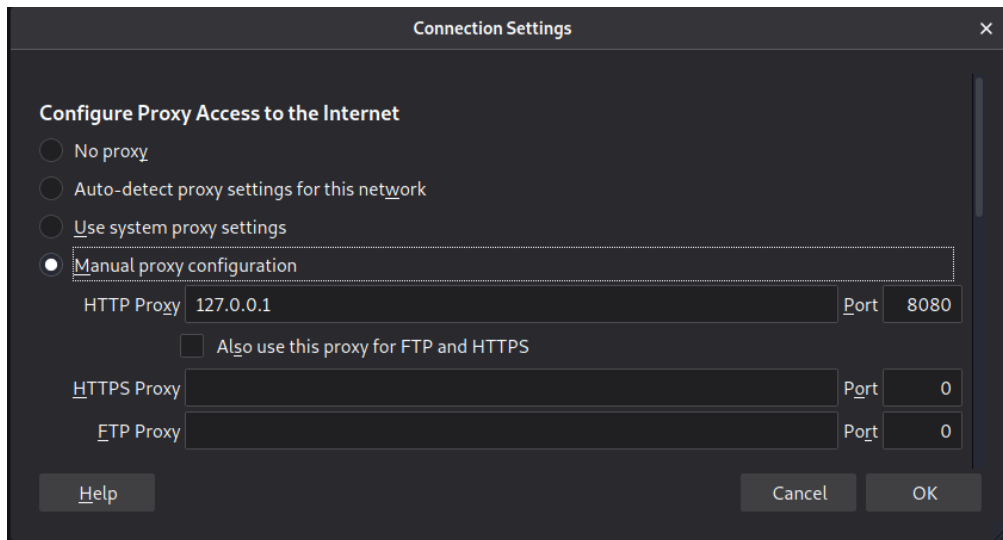 Connection Settings ×
Configure Proxy Access to the Internet
No proxy
Auto-detect proxy settings for this network
Use system proxy settings
Manual proxy configuration
HTTP Proxy 127.0.0.1 Port 8080
Also use this proxy for FTP and HTTPS
HTTPS Proxy Port 0
FTP Proxy Port 0
Help Cancel OK